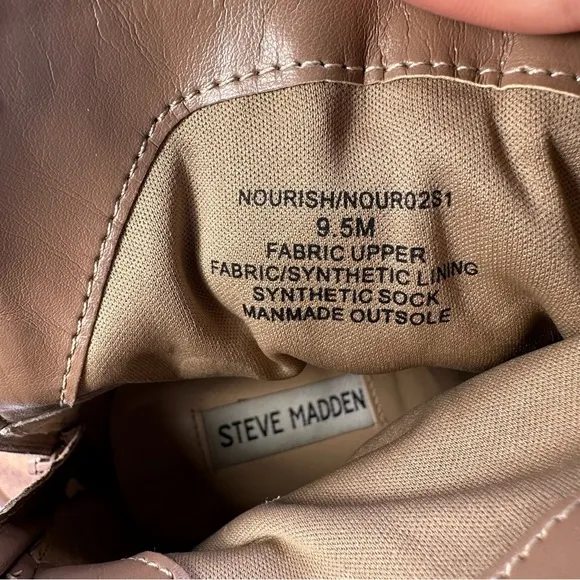 NOURISH/NOUR02S1
9.5M
FABRIC UPPER
FABRIC/SYNTHETIC LINING
SYNTHETIC SOCK
MANMADE OUTSOLE
STEVE MADDEN